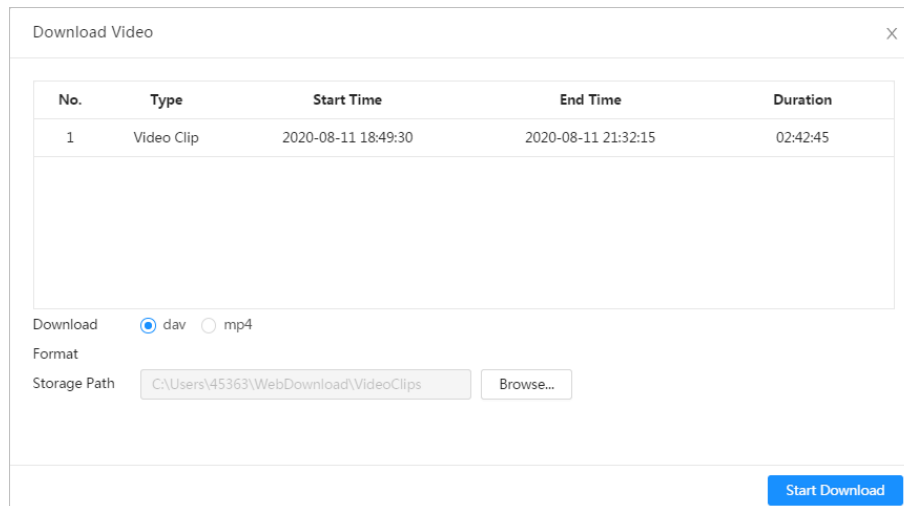 Download Video
No. Type Start Time End Time Duration
1 Video Clip 2020-08-11 18:49:30 2020-08-11 21:32:15 02:42:45
Download dav mp4
Format
Storage Path C:\Users\45363\WebDownload\VideoClips Browse...
Start Download